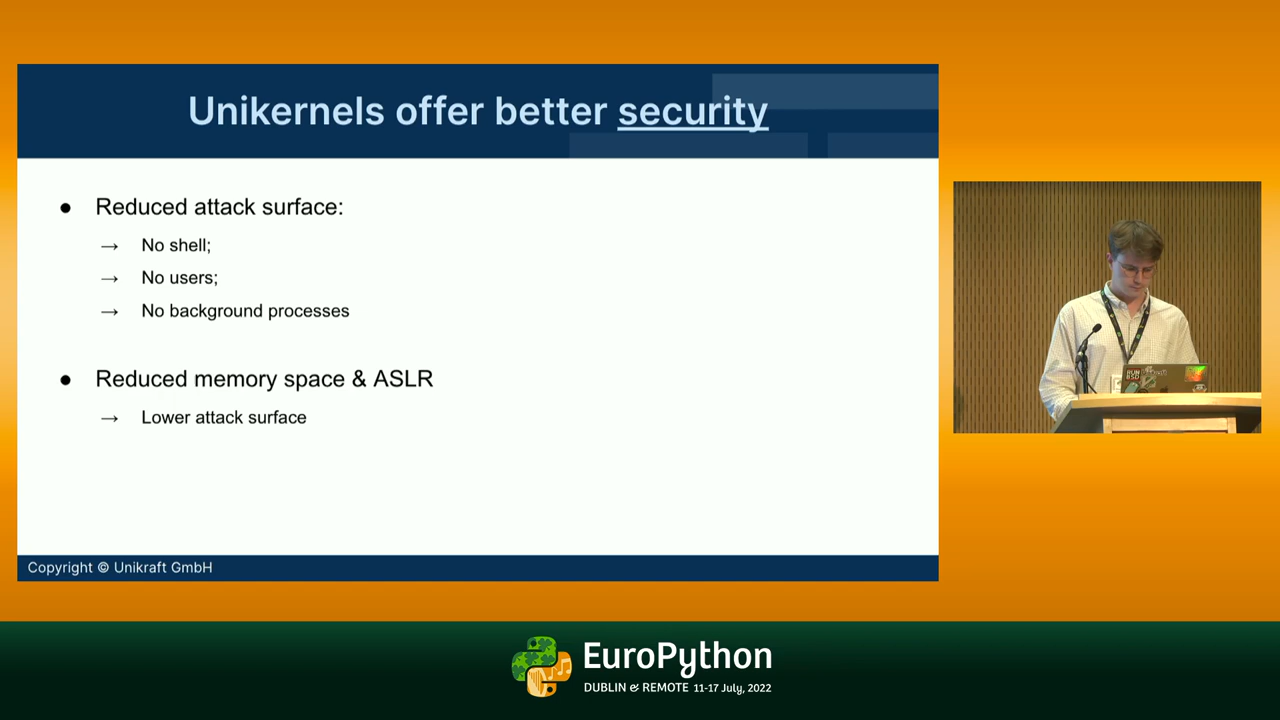 Unikernels offer better security
● Reduced attack surface:
→ No shell;
→ No users;
→ No background processes
● Reduced memory space & ASLR
→ Lower attack surface
Copyright © Unikraft GmbH
EuroPython
DUBLIN & REMOTE 11-17 July, 2022